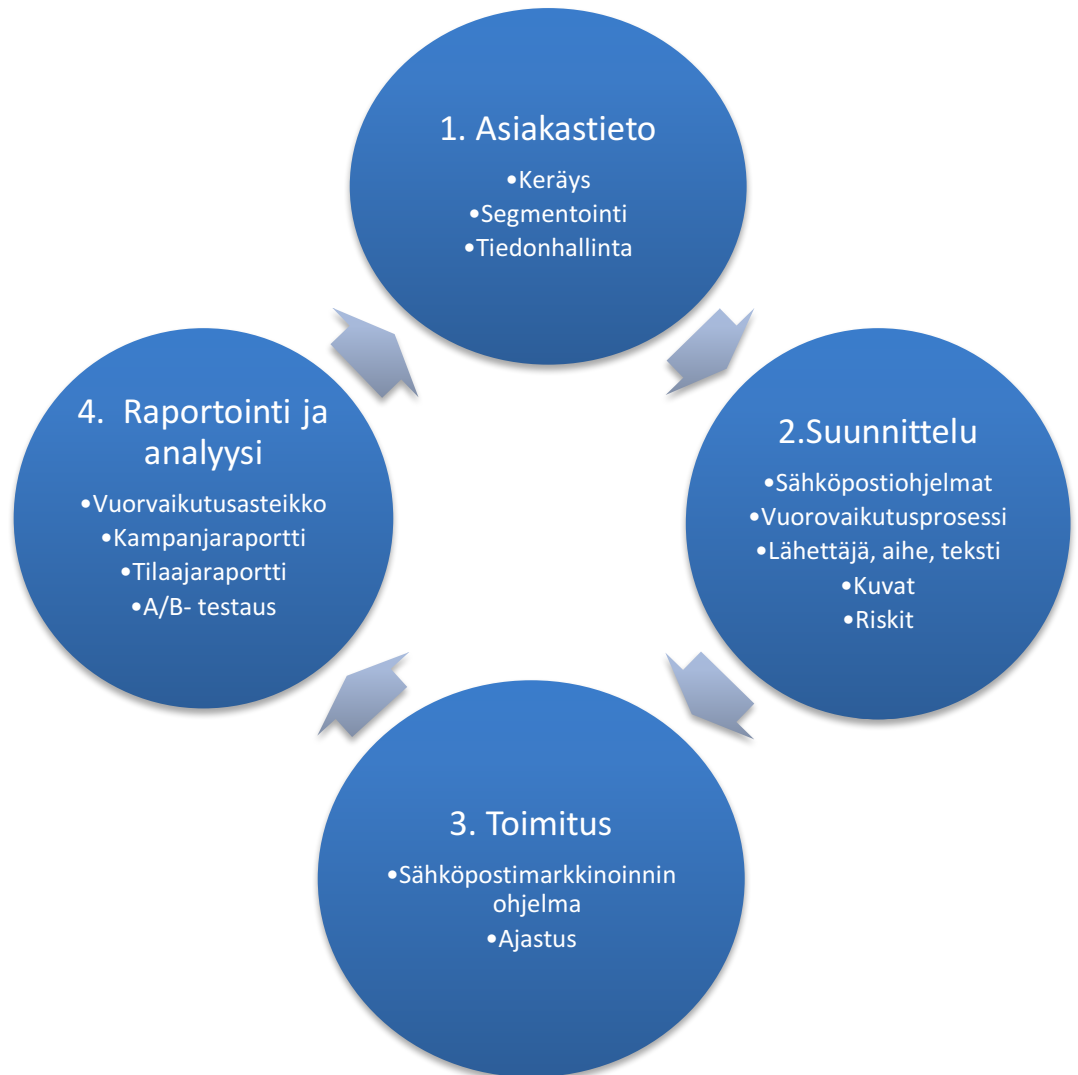 1. Asiakastieto
•Keräys
•Segmentointi
•Tiedonhallinta
2.Suunnittelu
•Sähköpostiohjelmat
•Vuorovaikutusprosessi
•Lähettäjä, aihe, teksti
•Kuvat
•Riskit
3. Toimitus
•Sähköpostimarkkinoinnin
ohjelma
•Ajastus
4. Raportointi ja
analyysi
•Vuorvaikutusasteikko
•Kampanjaraportti
•Tilaajaraportti
•A/B- testaus